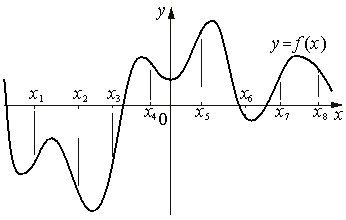 y
y = f(x)
x₁ x₂ x₃ x₆
x₄ 0 x₅ x₇ x₈ x